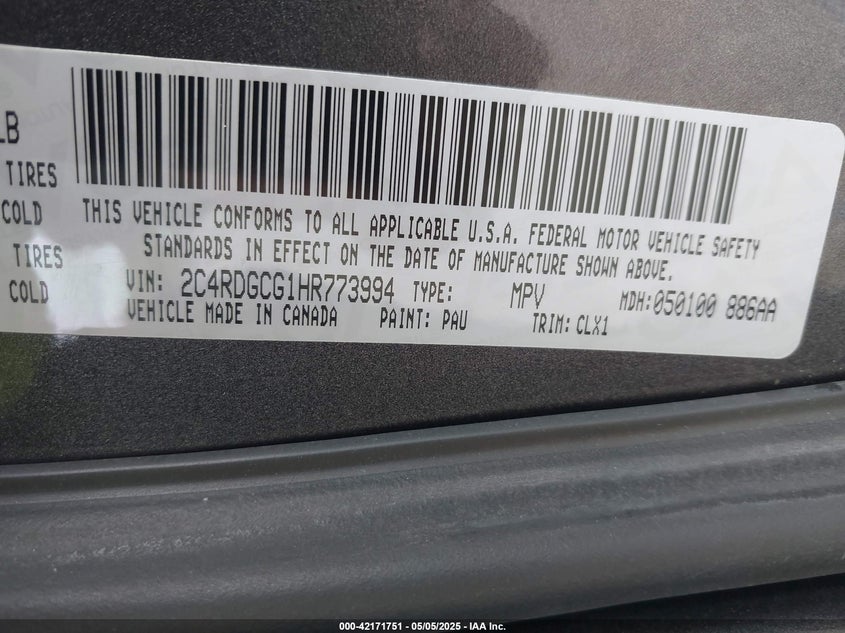 LB
TIRES
COLD
TIRES
COLD
THIS VEHICLE CONFORMS TO ALL APPLICABLE U.S.A. FEDERAL MOTOR VEHICLE SAFETY
STANDARDS IN EFFECT ON THE DATE OF MANUFACTURE SHOWN ABOVE.
VIN: 2C4RDGCG1HR773994 TYPE: MPV MDH:050100 886AA
VEHICLE MADE IN CANADA PAINT: PAU TRIM: CLX1
000-42171751 | 05/05/2025 - IAA Inc.